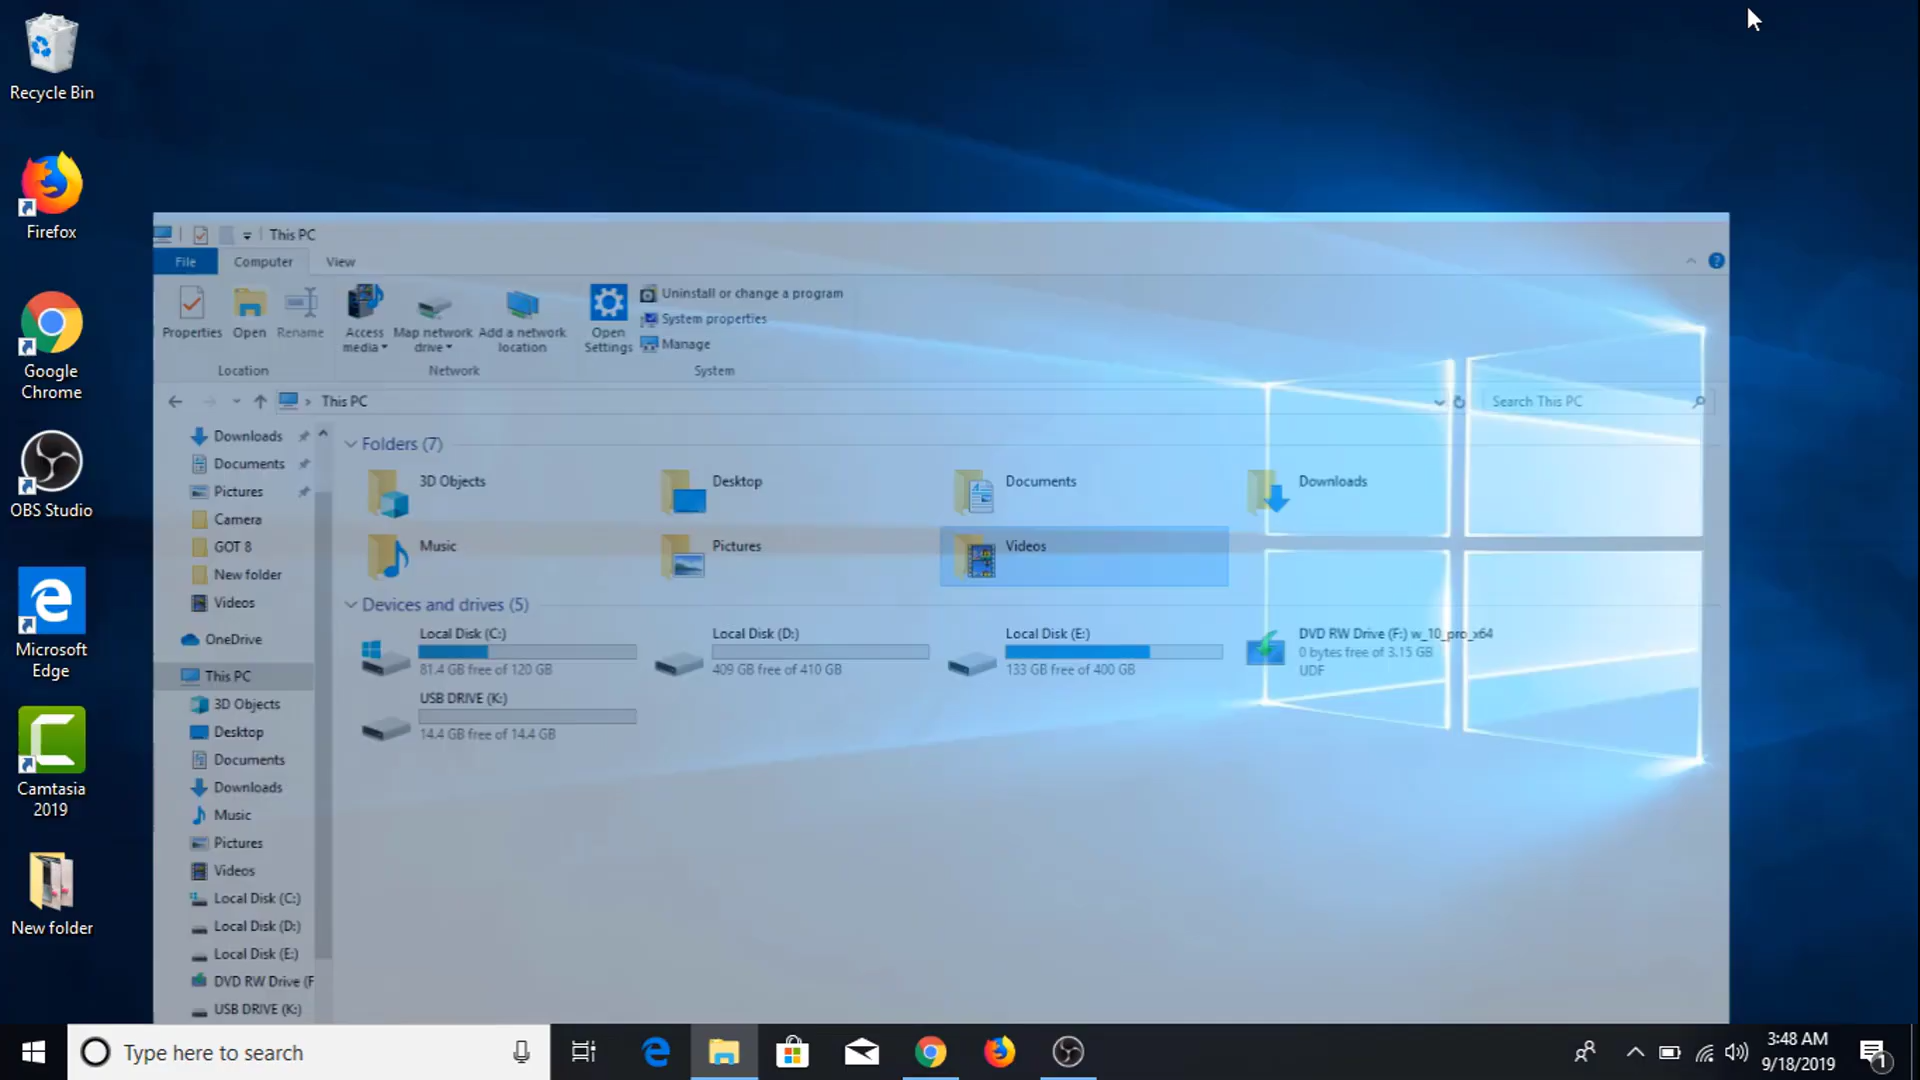 Recycle Bin
Firefox
Google
Chrome
OBS Studio
Microsoft
Edge
Camtasia
2019
New folder
This PC
File
Computer
View
Properties
Open
Rename
Location
Access
media
Map network
drive
Add a network
location
Network
Open
Settings
Uninstall or change a program
System properties
Manage
System
This PC
Search This PC
Downloads
Documents
Pictures
Camera
GOT 8
New folder
Videos
OneDrive
This PC
3D Objects
Desktop
Documents
Downloads
Music
Pictures
Videos
Local Disk (C:)
Local Disk (D:)
Local Disk (E:)
DVD RW Drive (F
USB DRIVE (K:)
Folders (7)
3D Objects
Desktop
Documents
Downloads
Music
Pictures
Videos
Devices and drives (5)
Local Disk (C:)
81.4 GB free of 120 GB
Local Disk (D:)
409 GB free of 410 GB
Local Disk (E:)
133 GB free of 400 GB
DVD RW Drive (F:) w_10_pro_x64
0 bytes free of 3.15 GB
UDF
USB DRIVE (K:)
14.4 GB free of 14.4 GB
Type here to search
3:48 AM
9/18/2019
1